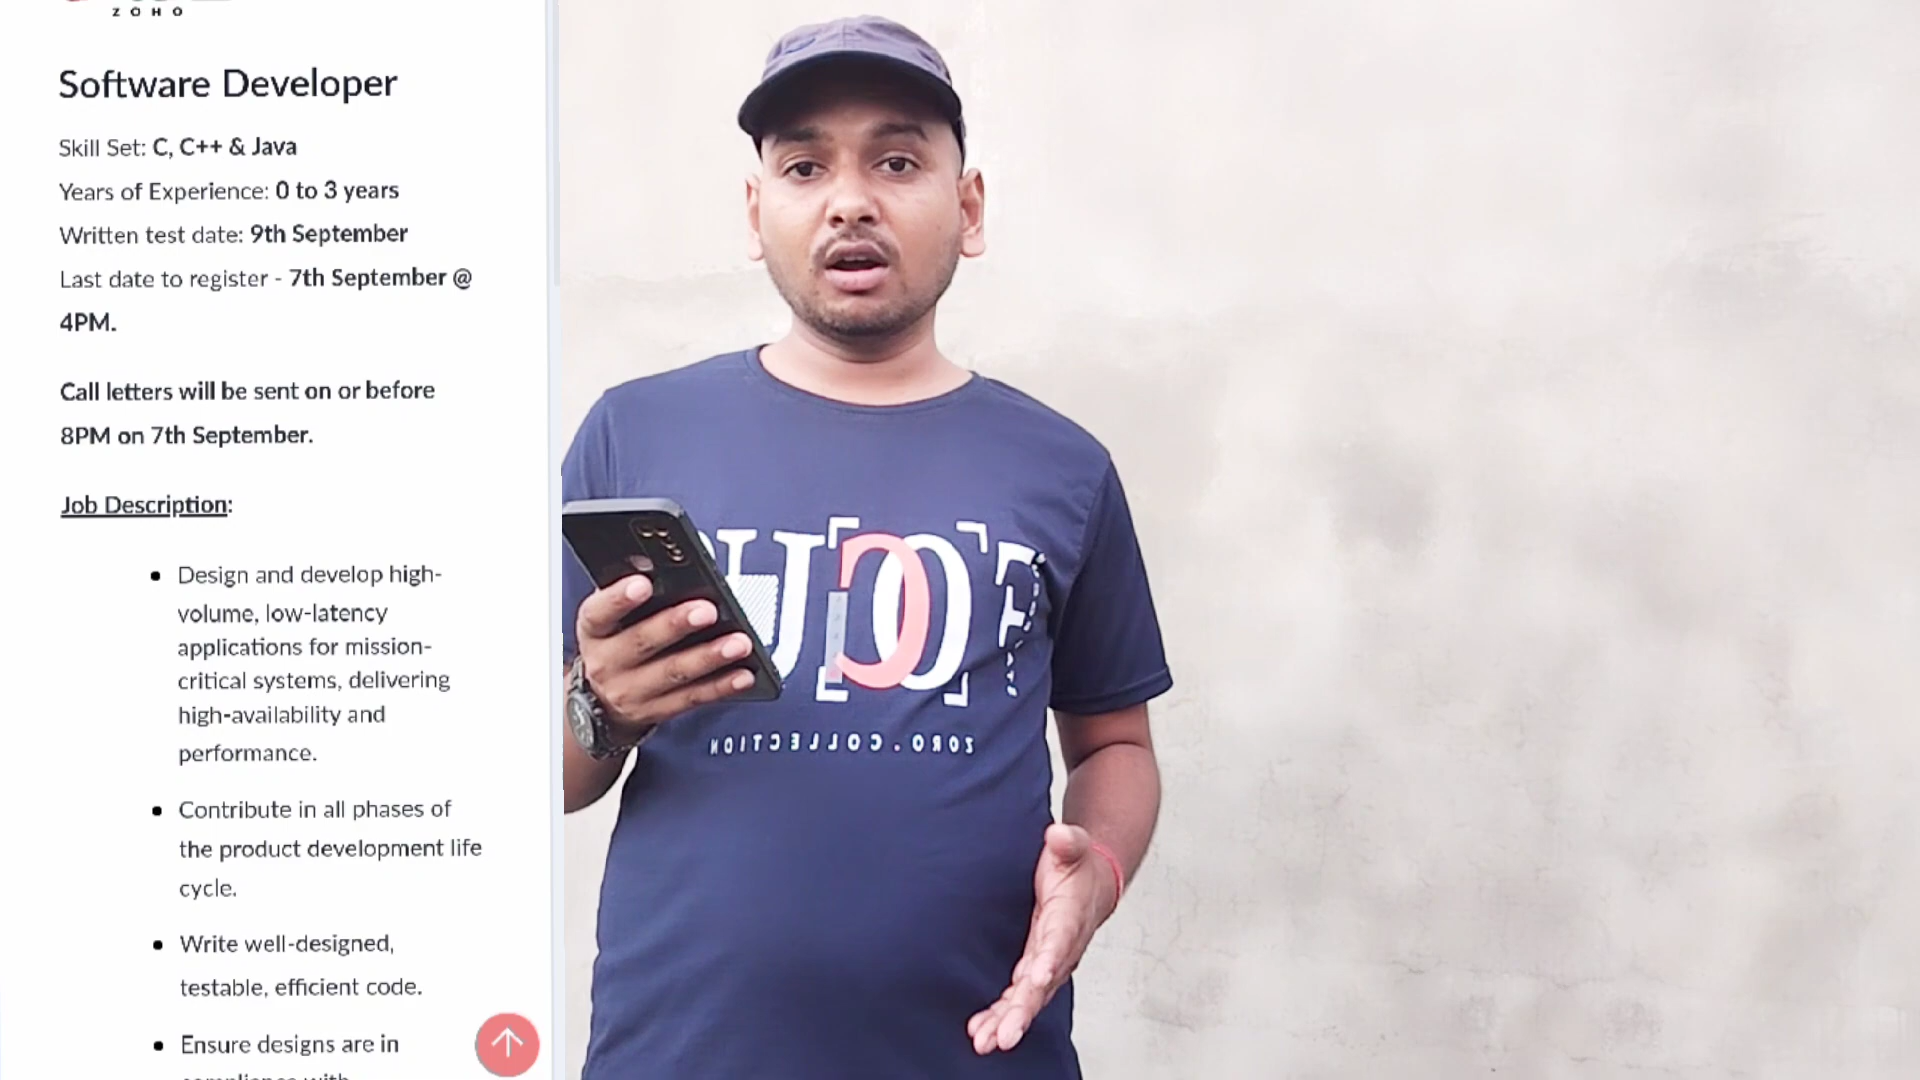 ZOHO
Software Developer
Skill Set: C, C++ & Java
Years of Experience: 0 to 3 years
Written test date: 9th September
Last date to register - 7th September @
4PM.
Call letters will be sent on or before
8PM on 7th September.
Job Description:
• Design and develop high-
volume, low-latency
applications for mission-
critical systems, delivering
high-availability and
performance.
• Contribute in all phases of
the product development life
cycle.
• Write well-designed,
testable, efficient code.
• Ensure designs are in
compliance with
ZORO.COLLECTION